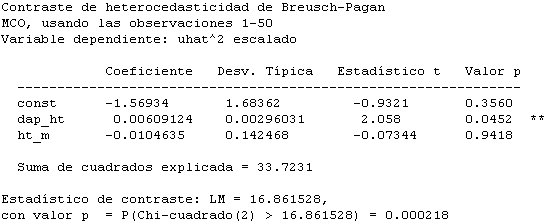 Contraste de heterocedasticidad de Breusch-Pagan
MCO, usando las observaciones 1-50
Variable dependiente: uhat^2 escalado
Coeficiente Desv. Típica Estadístico t Valor p
---------------------------------------------------------------
const -1.56934 1.68362 -0.9321 0.3560
dap_ht 0.00609124 0.00296031 2.058 0.0452 **
ht_m -0.0104635 0.142468 -0.07344 0.9418
Suma de cuadrados explicada = 33.7231
Estadístico de contraste: LM = 16.861528,
con valor p = P(Chi-cuadrado(2) > 16.861528) = 0.000218